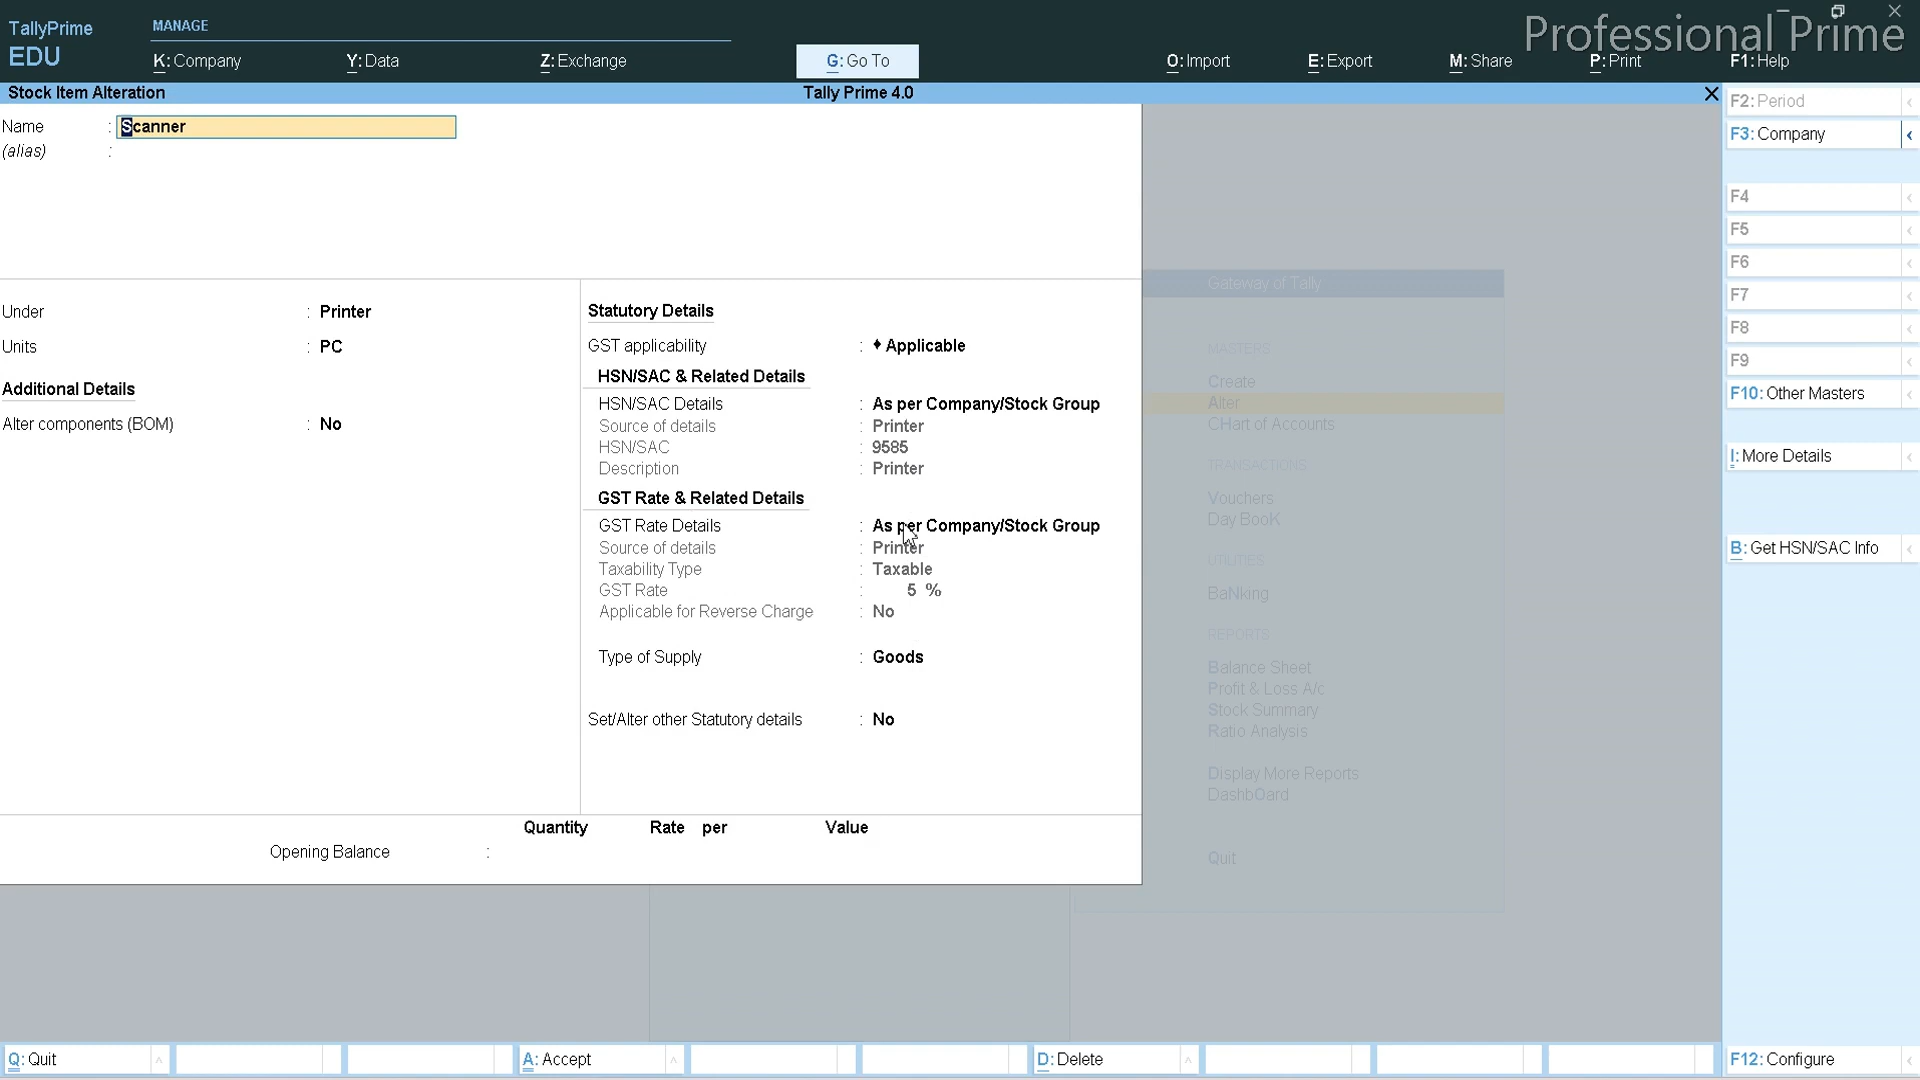 TallyPrime
EDU
MANAGE
K: Company
Y: Data
Z: Exchange
G: Go To
O: Import
E: Export
M: Share
P: Print
F1: Help
Professional Prime
Stock Item Alteration
Tally Prime 4.0
Name : Scanner
(alias) :
Under : Printer
Units : PC
Additional Details
Alter components (BOM) : No
Statutory Details
GST applicability : ♦ Applicable
HSN/SAC & Related Details
HSN/SAC Details : As per Company/Stock Group
Source of details : Printer
HSN/SAC : 9585
Description : Printer
GST Rate & Related Details
GST Rate Details : As per Company/Stock Group
Source of details : Printer
Taxability Type : Taxable
GST Rate : 5 %
Applicable for Reverse Charge : No
Type of Supply : Goods
Set/Alter other Statutory details : No
Quantity Rate per Value
Opening Balance :
Gateway of Tally
MASTERS
Create
Alter
CHart of Accounts
TRANSACTIONS
Vouchers
Day BooK
UTILITIES
BaNking
REPORTS
Balance Sheet
Profit & Loss A/c
Stock Summary
Ratio Analysis
Display More Reports
DashbOard
Quit
F2: Period
F3: Company
F4
F5
F6
F7
F8
F9
F10: Other Masters
I: More Details
B: Get HSN/SAC Info
Q: Quit
A: Accept
D: Delete
F12: Configure